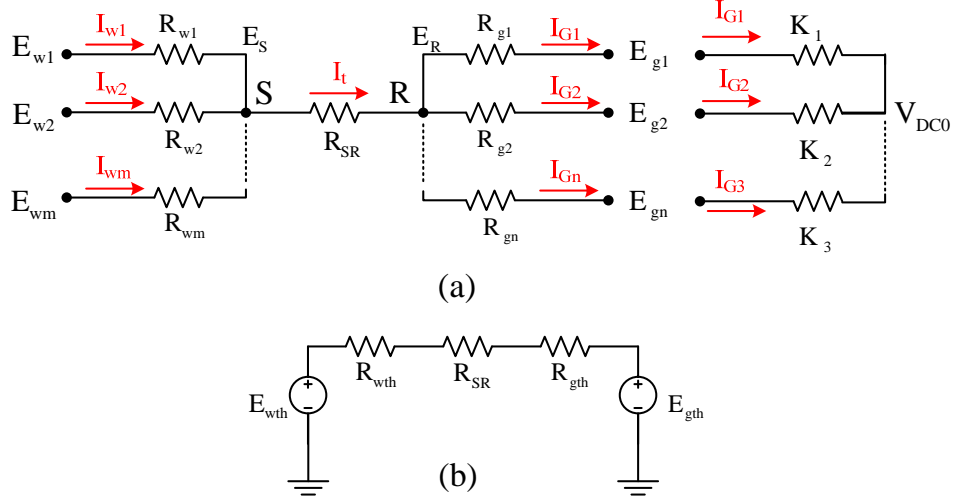 I_w1 R_w1 E_S E_R R_g1 I_G1 I_G1 K_1
E_w1 E_g1
I_w2 S I_t R I_G2 I_G2
E_w2 R_w2 R_SR R_g2 E_g2 K_2 V_DC0
I_wm I_Gn I_G3
E_wm R_wm R_gn E_gn K_3
(a)
R_wth R_SR R_gth
+ +
E_wth − − E_gth
(b)